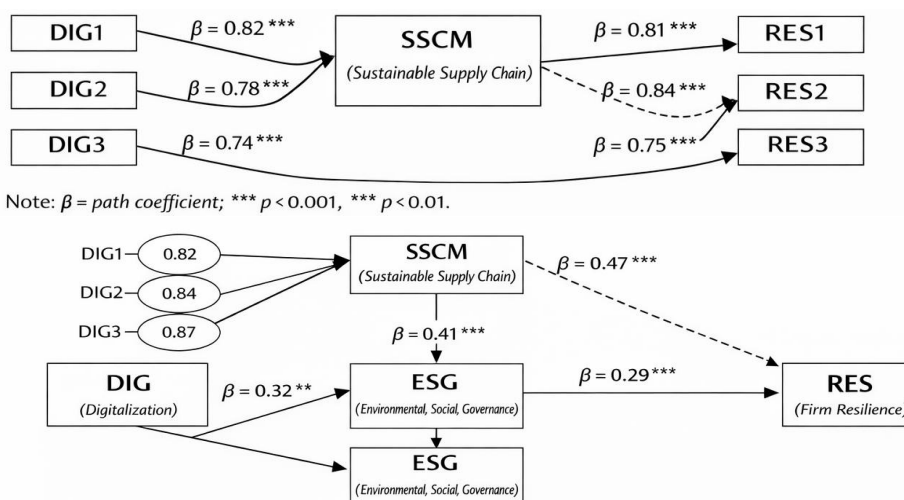 DIG1
β = 0.82 ***
SSCM
(Sustainable Supply Chain)
β = 0.81 ***
RES1
DIG2
β = 0.78 ***
β = 0.84 ***
RES2
DIG3
β = 0.74 ***
β = 0.75 ***
RES3
Note: β = path coefficient; *** p < 0.001, *** p < 0.01.
DIG1
0.82
DIG2
0.84
DIG3
0.87
SSCM
(Sustainable Supply Chain)
β = 0.47 ***
β = 0.41 ***
DIG
(Digitalization)
β = 0.32 **
ESG
(Environmental, Social, Governance)
β = 0.29 ***
RES
(Firm Resilience)
ESG
(Environmental, Social, Governance)